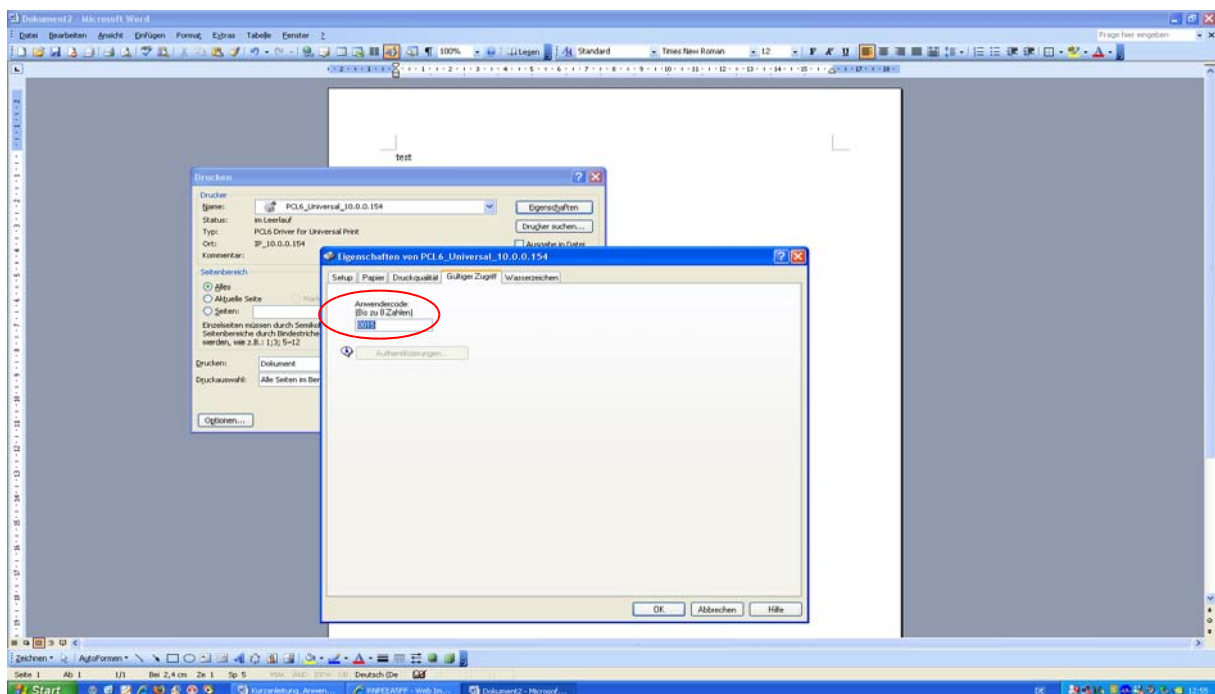 Dokument2 - Microsoft Word
Datei Bearbeiten Ansicht Einfügen Format Extras Tabelle Fenster ?
Frage hier eingeben
100% Lesen Standard Times New Roman 12 F K U
test
Drucken
Drucker
Name: PCL6_Universal_10.0.0.154
Eigenschaften
Status: im Leerlauf
Typ: PCL6 Driver for Universal Print
Drucker suchen...
Ort: IP_10.0.0.154
Ausgabe in Datei
Kommentar:
Seitenbereich
Alles
Aktuelle Seite
Seiten:
Einzelseiten müssen durch
Seitenbereiche durch Bindestriche
werden, wie z.B.: 1;3; 5–12
Drucken: Dokument
Druckauswahl: Alle Seiten im
Optionen...
Eigenschaften von PCL6_Universal_10.0.0.154
Setup Papier Druckqualität Gültiger Zugriff Wasserzeichen
Anwendercode:
(Bis zu 8 Zahlen)
0015
Authentifizierungen...
OK Abbrechen Hilfe
Zeichnen AutoFormen
Seite 1 Ab 1 1/1 Bei 2,4 cm Ze 1 Sp 5 Deutsch (De
Start Kurzanleitung, Dokument2 - Microsof... DE 12:55